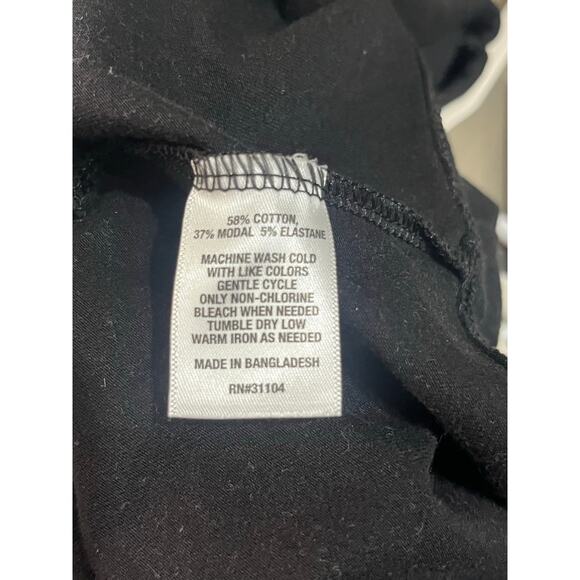 58% COTTON,
37% MODAL 5% ELASTANE
MACHINE WASH COLD
WITH LIKE COLORS
GENTLE CYCLE
ONLY NON-CHLORINE
BLEACH WHEN NEEDED
TUMBLE DRY LOW
WARM IRON AS NEEDED
MADE IN BANGLADESH
RN#31104